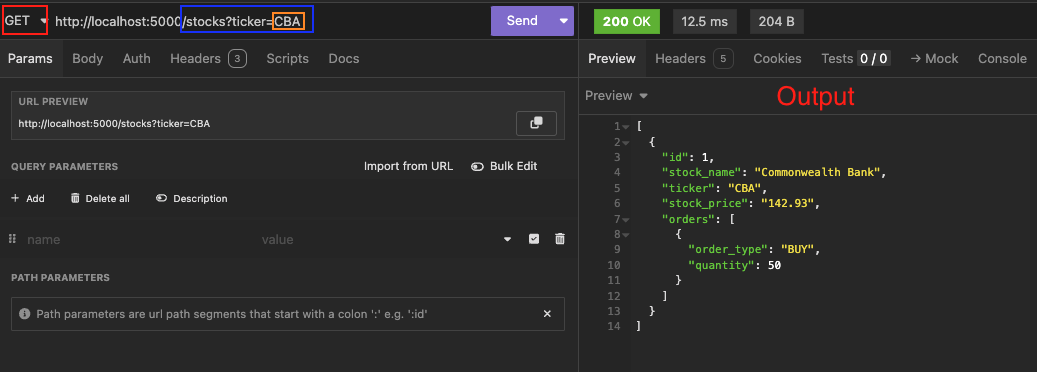 GET http://localhost:5000/stocks?ticker=CBA Send
Params Body Auth Headers 3 Scripts Docs
URL PREVIEW
http://localhost:5000/stocks?ticker=CBA
QUERY PARAMETERS Import from URL Bulk Edit
+ Add Delete all Description
name value
PATH PARAMETERS
Path parameters are url path segments that start with a colon ':' e.g. ':id'
200 OK 12.5 ms 204 B
Preview Headers 5 Cookies Tests 0 / 0 → Mock Console
Preview Output
1 [
2 {
3 "id": 1,
4 "stock_name": "Commonwealth Bank",
5 "ticker": "CBA",
6 "stock_price": "142.93",
7 "orders": [
8 {
9 "order_type": "BUY",
10 "quantity": 50
11 }
12 ]
13 }
14 ]